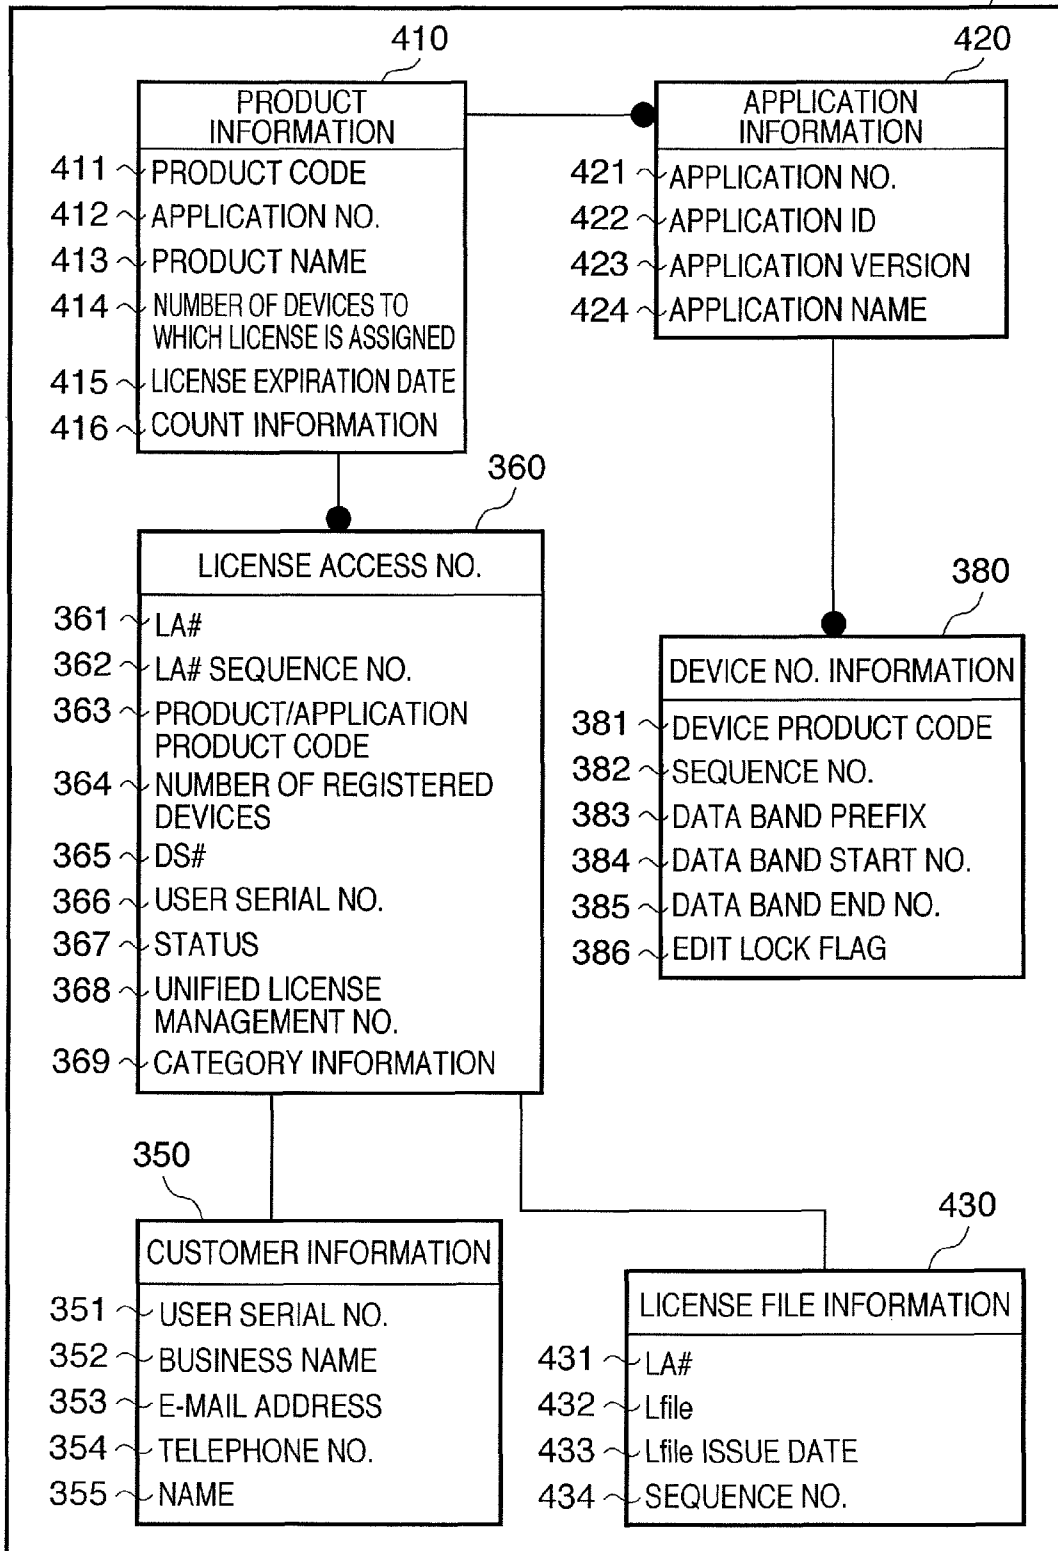 410
PRODUCT
INFORMATION
411 PRODUCT CODE
412 APPLICATION NO.
413 PRODUCT NAME
414 NUMBER OF DEVICES TO
WHICH LICENSE IS ASSIGNED
415 LICENSE EXPIRATION DATE
416 COUNT INFORMATION
420
APPLICATION
INFORMATION
421 APPLICATION NO.
422 APPLICATION ID
423 APPLICATION VERSION
424 APPLICATION NAME
360
LICENSE ACCESS NO.
361 LA#
362 LA# SEQUENCE NO.
363 PRODUCT/APPLICATION
PRODUCT CODE
364 NUMBER OF REGISTERED
DEVICES
365 DS#
366 USER SERIAL NO.
367 STATUS
368 UNIFIED LICENSE
MANAGEMENT NO.
369 CATEGORY INFORMATION
380
DEVICE NO. INFORMATION
381 DEVICE PRODUCT CODE
382 SEQUENCE NO.
383 DATA BAND PREFIX
384 DATA BAND START NO.
385 DATA BAND END NO.
386 EDIT LOCK FLAG
350
CUSTOMER INFORMATION
351 USER SERIAL NO.
352 BUSINESS NAME
353 E-MAIL ADDRESS
354 TELEPHONE NO.
355 NAME
430
LICENSE FILE INFORMATION
431 LA#
432 Lfile
433 Lfile ISSUE DATE
434 SEQUENCE NO.